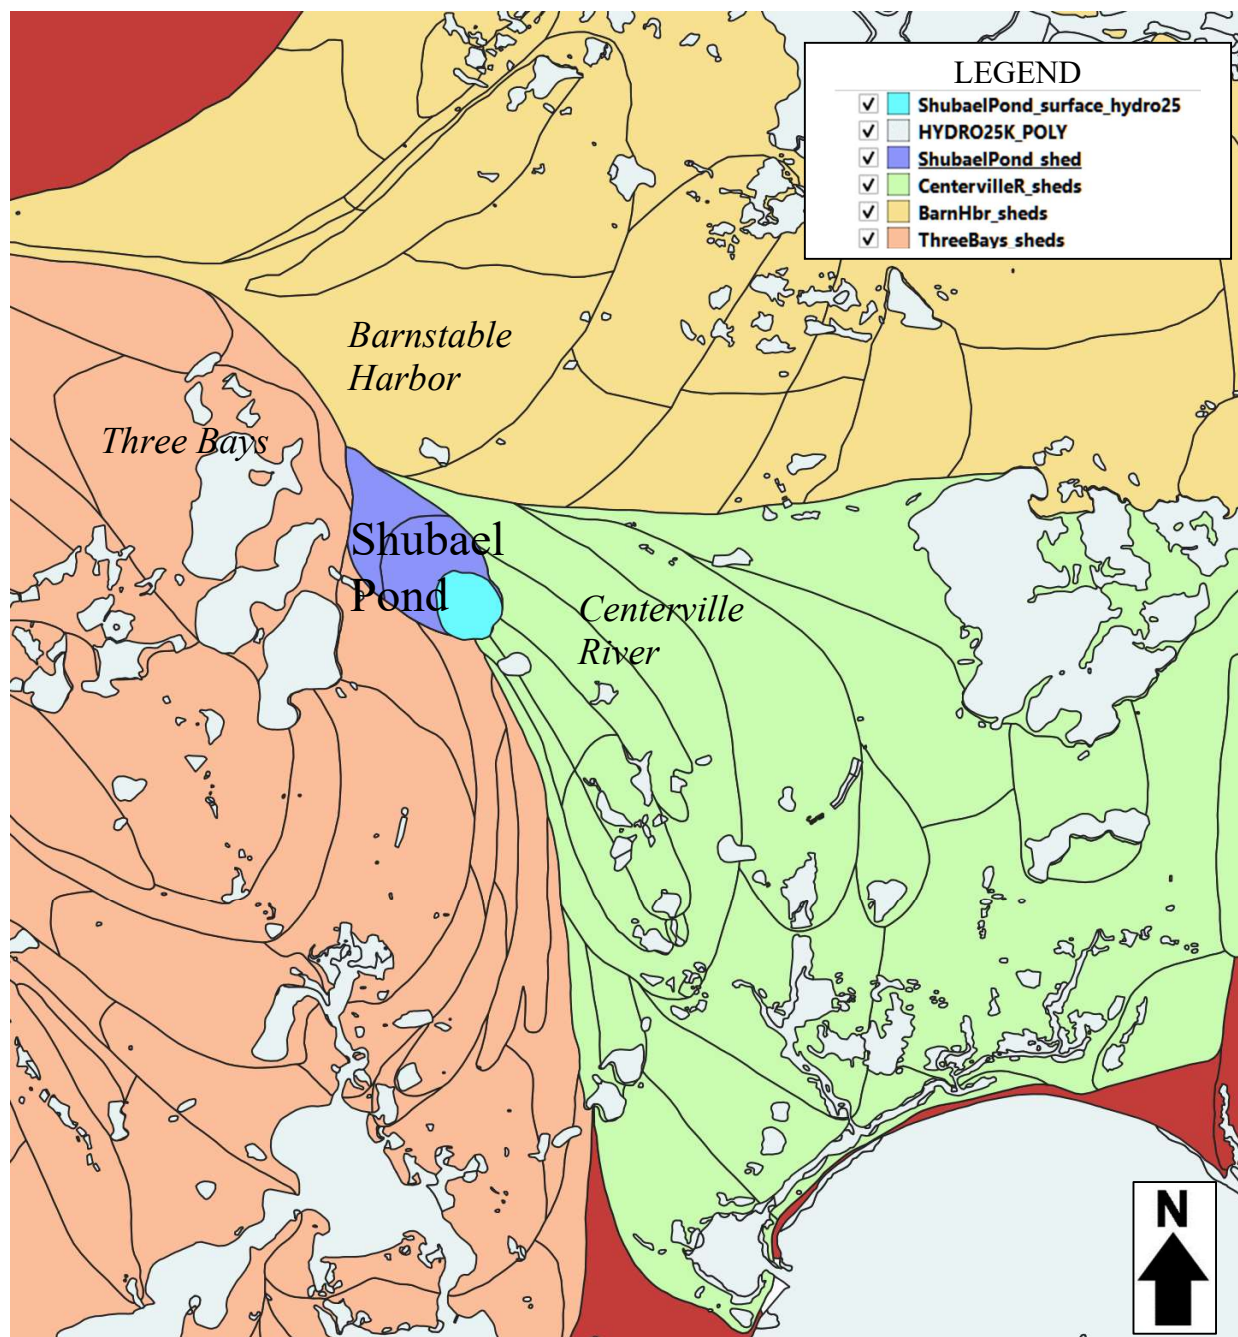 LEGEND
ShubaelPond_surface_hydro25
HYDRO25K_POLY
ShubaelPond_shed
CentervilleR_sheds
BarnHbr_sheds
ThreeBays_sheds
Barnstable
Harbor
Three Bays
Shubael
Pond
Centerville
River
N